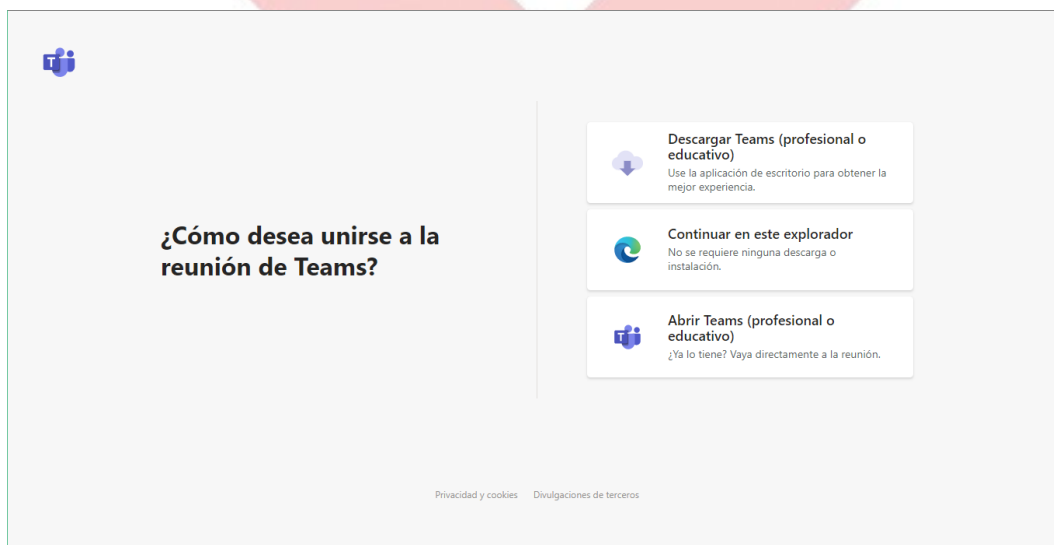 ¿Cómo desea unirse a la
reunión de Teams?
Descargar Teams (profesional o
educativo)
Use la aplicación de escritorio para obtener la
mejor experiencia.
Continuar en este explorador
No se requiere ninguna descarga o
instalación.
Abrir Teams (profesional o
educativo)
¿Ya lo tiene? Vaya directamente a la reunión.
Privacidad y cookies Divulgaciones de terceros